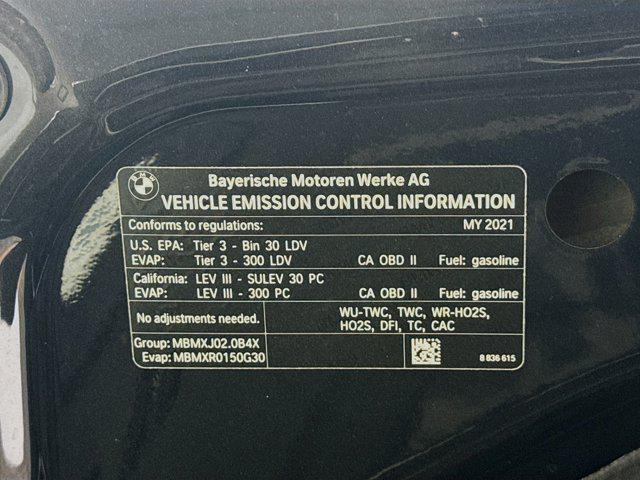 BMW
Bayerische Motoren Werke AG
VEHICLE EMISSION CONTROL INFORMATION
Conforms to regulations: MY 2021
U.S. EPA: Tier 3 - Bin 30 LDV
EVAP: Tier 3 - 300 LDV CA OBD II Fuel: gasoline
California: LEV III - SULEV 30 PC
EVAP: LEV III - 300 PC CA OBD II Fuel: gasoline
No adjustments needed. WU-TWC, TWC, WR-HO2S,
HO2S, DFI, TC, CAC
Group: MBMXJ02.0B4X
Evap: MBMXR0150G30 8 836 615